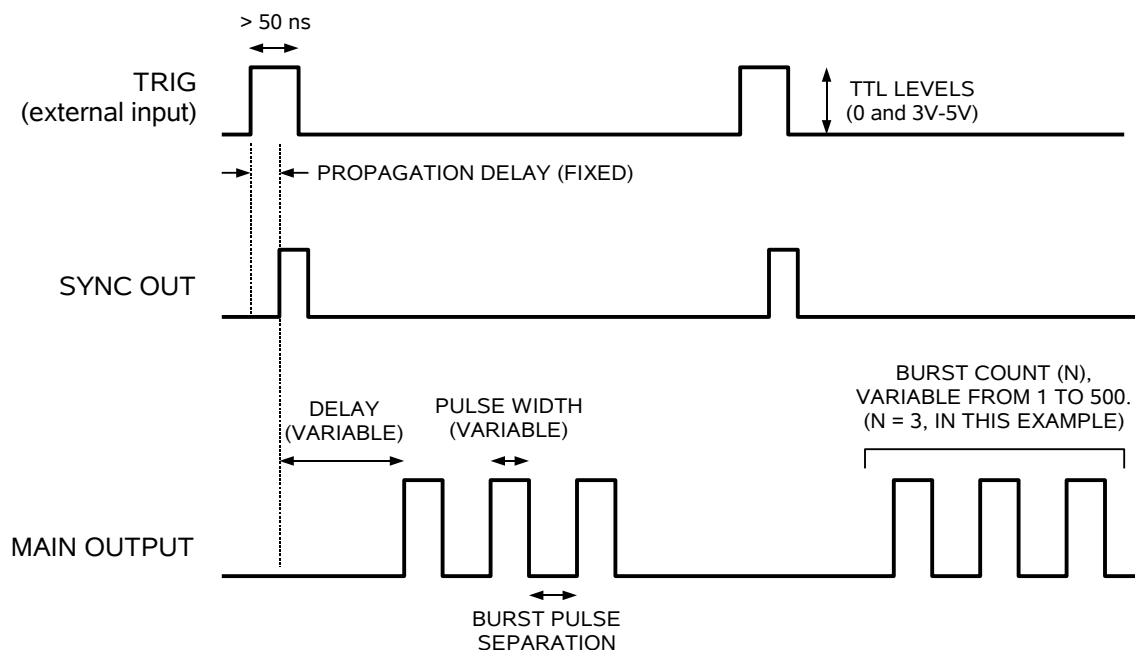 > 50 ns
TRIG
(external input)
TTL LEVELS
(0 and 3V-5V)
PROPAGATION DELAY (FIXED)
SYNC OUT
BURST COUNT (N),
VARIABLE FROM 1 TO 500.
(N = 3, IN THIS EXAMPLE)
DELAY
(VARIABLE)
PULSE WIDTH
(VARIABLE)
MAIN OUTPUT
BURST PULSE
SEPARATION